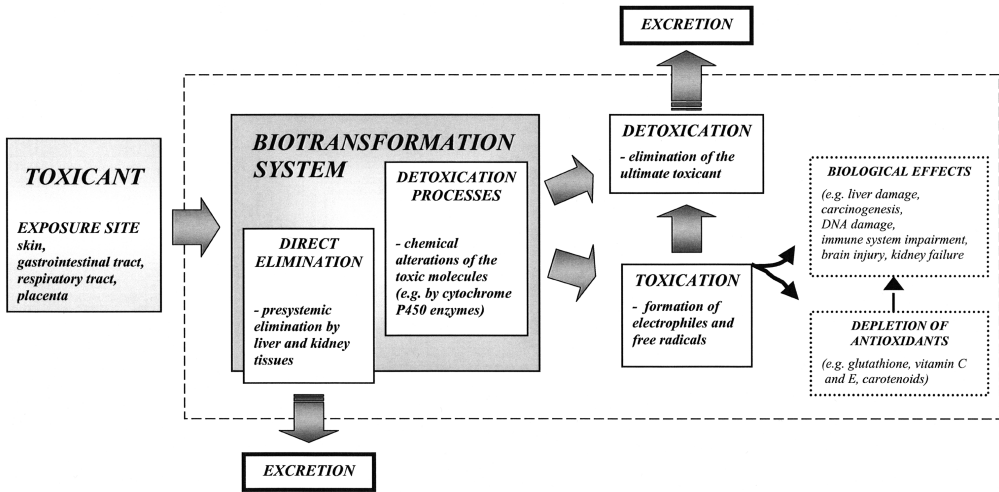 TOXICANT
EXPOSURE SITE
skin,
gastrointestinal tract,
respiratory tract,
placenta
BIOTRANSFORMATION
SYSTEM
DIRECT
ELIMINATION
- presystemic
elimination by
liver and kidney
tissues
DETOXICATION
PROCESSES
- chemical
alterations of the
toxic molecules
(e.g. by cytochrome
P450 enzymes)
EXCRETION
EXCRETION
DETOXICATION
- elimination of the
ultimate toxicant
TOXICATION
- formation of
electrophiles and
free radicals
BIOLOGICAL EFFECTS
(e.g. liver damage,
carcinogenesis,
DNA damage,
immune system impairment,
brain injury, kidney failure
DEPLETION OF
ANTIOXIDANTS
(e.g. glutathione, vitamin C
and E, carotenoids)